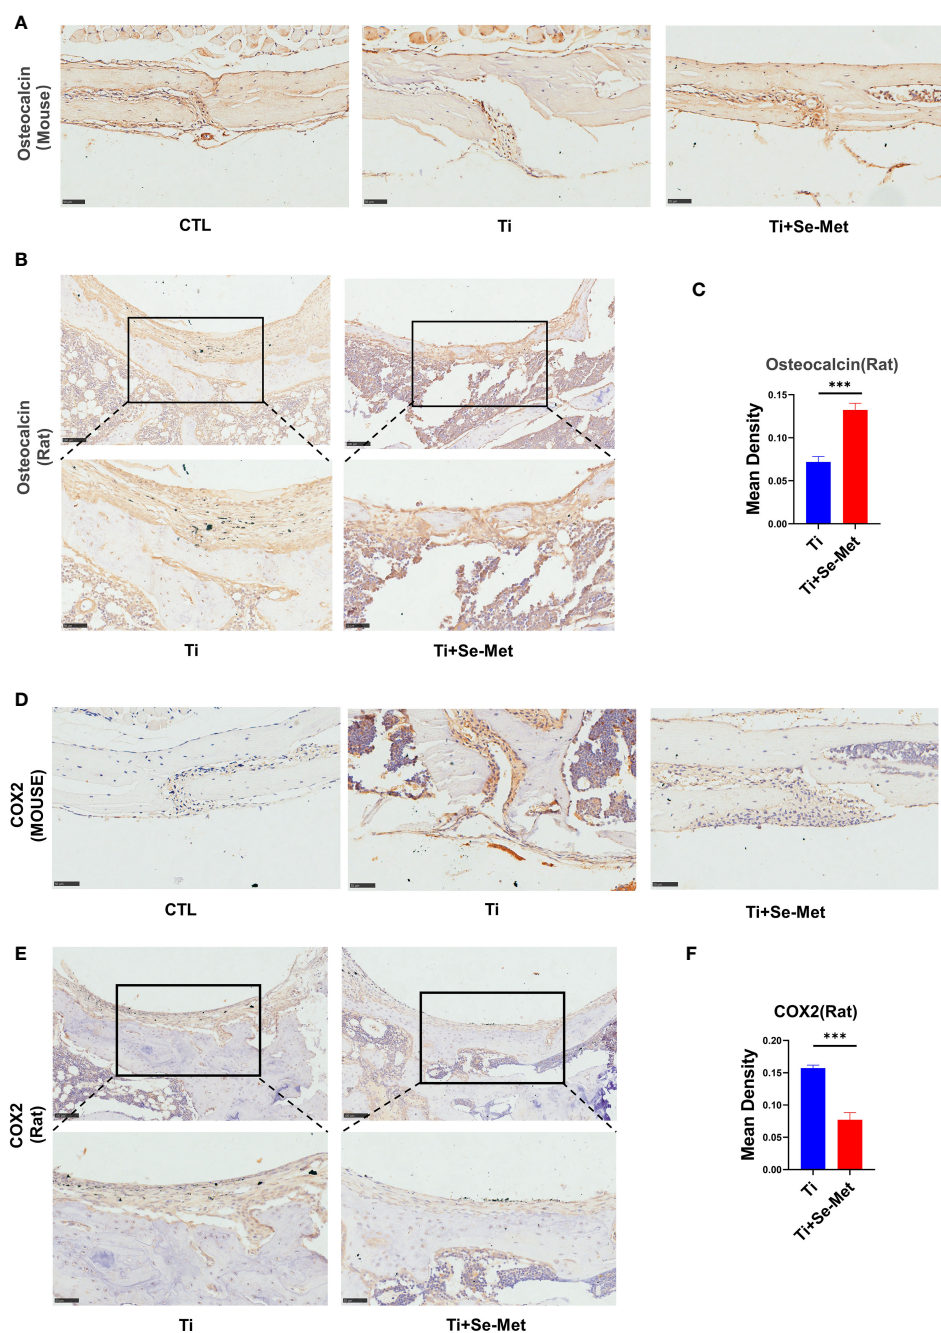 A
Osteocalcin
(Mouse)
CTL
Ti
Ti+Se-Met
B
Osteocalcin
(Rat)
Ti
Ti+Se-Met
C
Osteocalcin(Rat)
***
Mean Density
0.15
0.10
0.05
0.00
Ti
Ti+Se-Met
D
COX2
(MOUSE)
CTL
Ti
Ti+Se-Met
E
COX2
(Rat)
Ti
Ti+Se-Met
F
COX2(Rat)
***
Mean Density
0.20
0.15
0.10
0.05
0.00
Ti
Ti+Se-Met